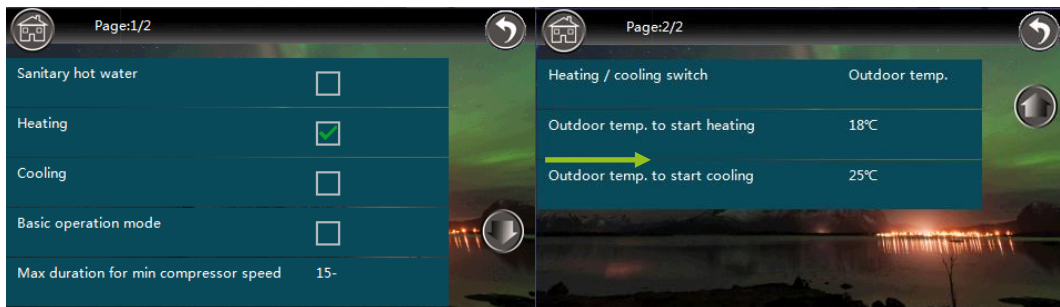 Page:1/2
Sanitary hot water
Heating
Cooling
Basic operation mode
Max duration for min compressor speed 15-
Page:2/2
Heating / cooling switch Outdoor temp.
Outdoor temp. to start heating 18℃
Outdoor temp. to start cooling 25℃